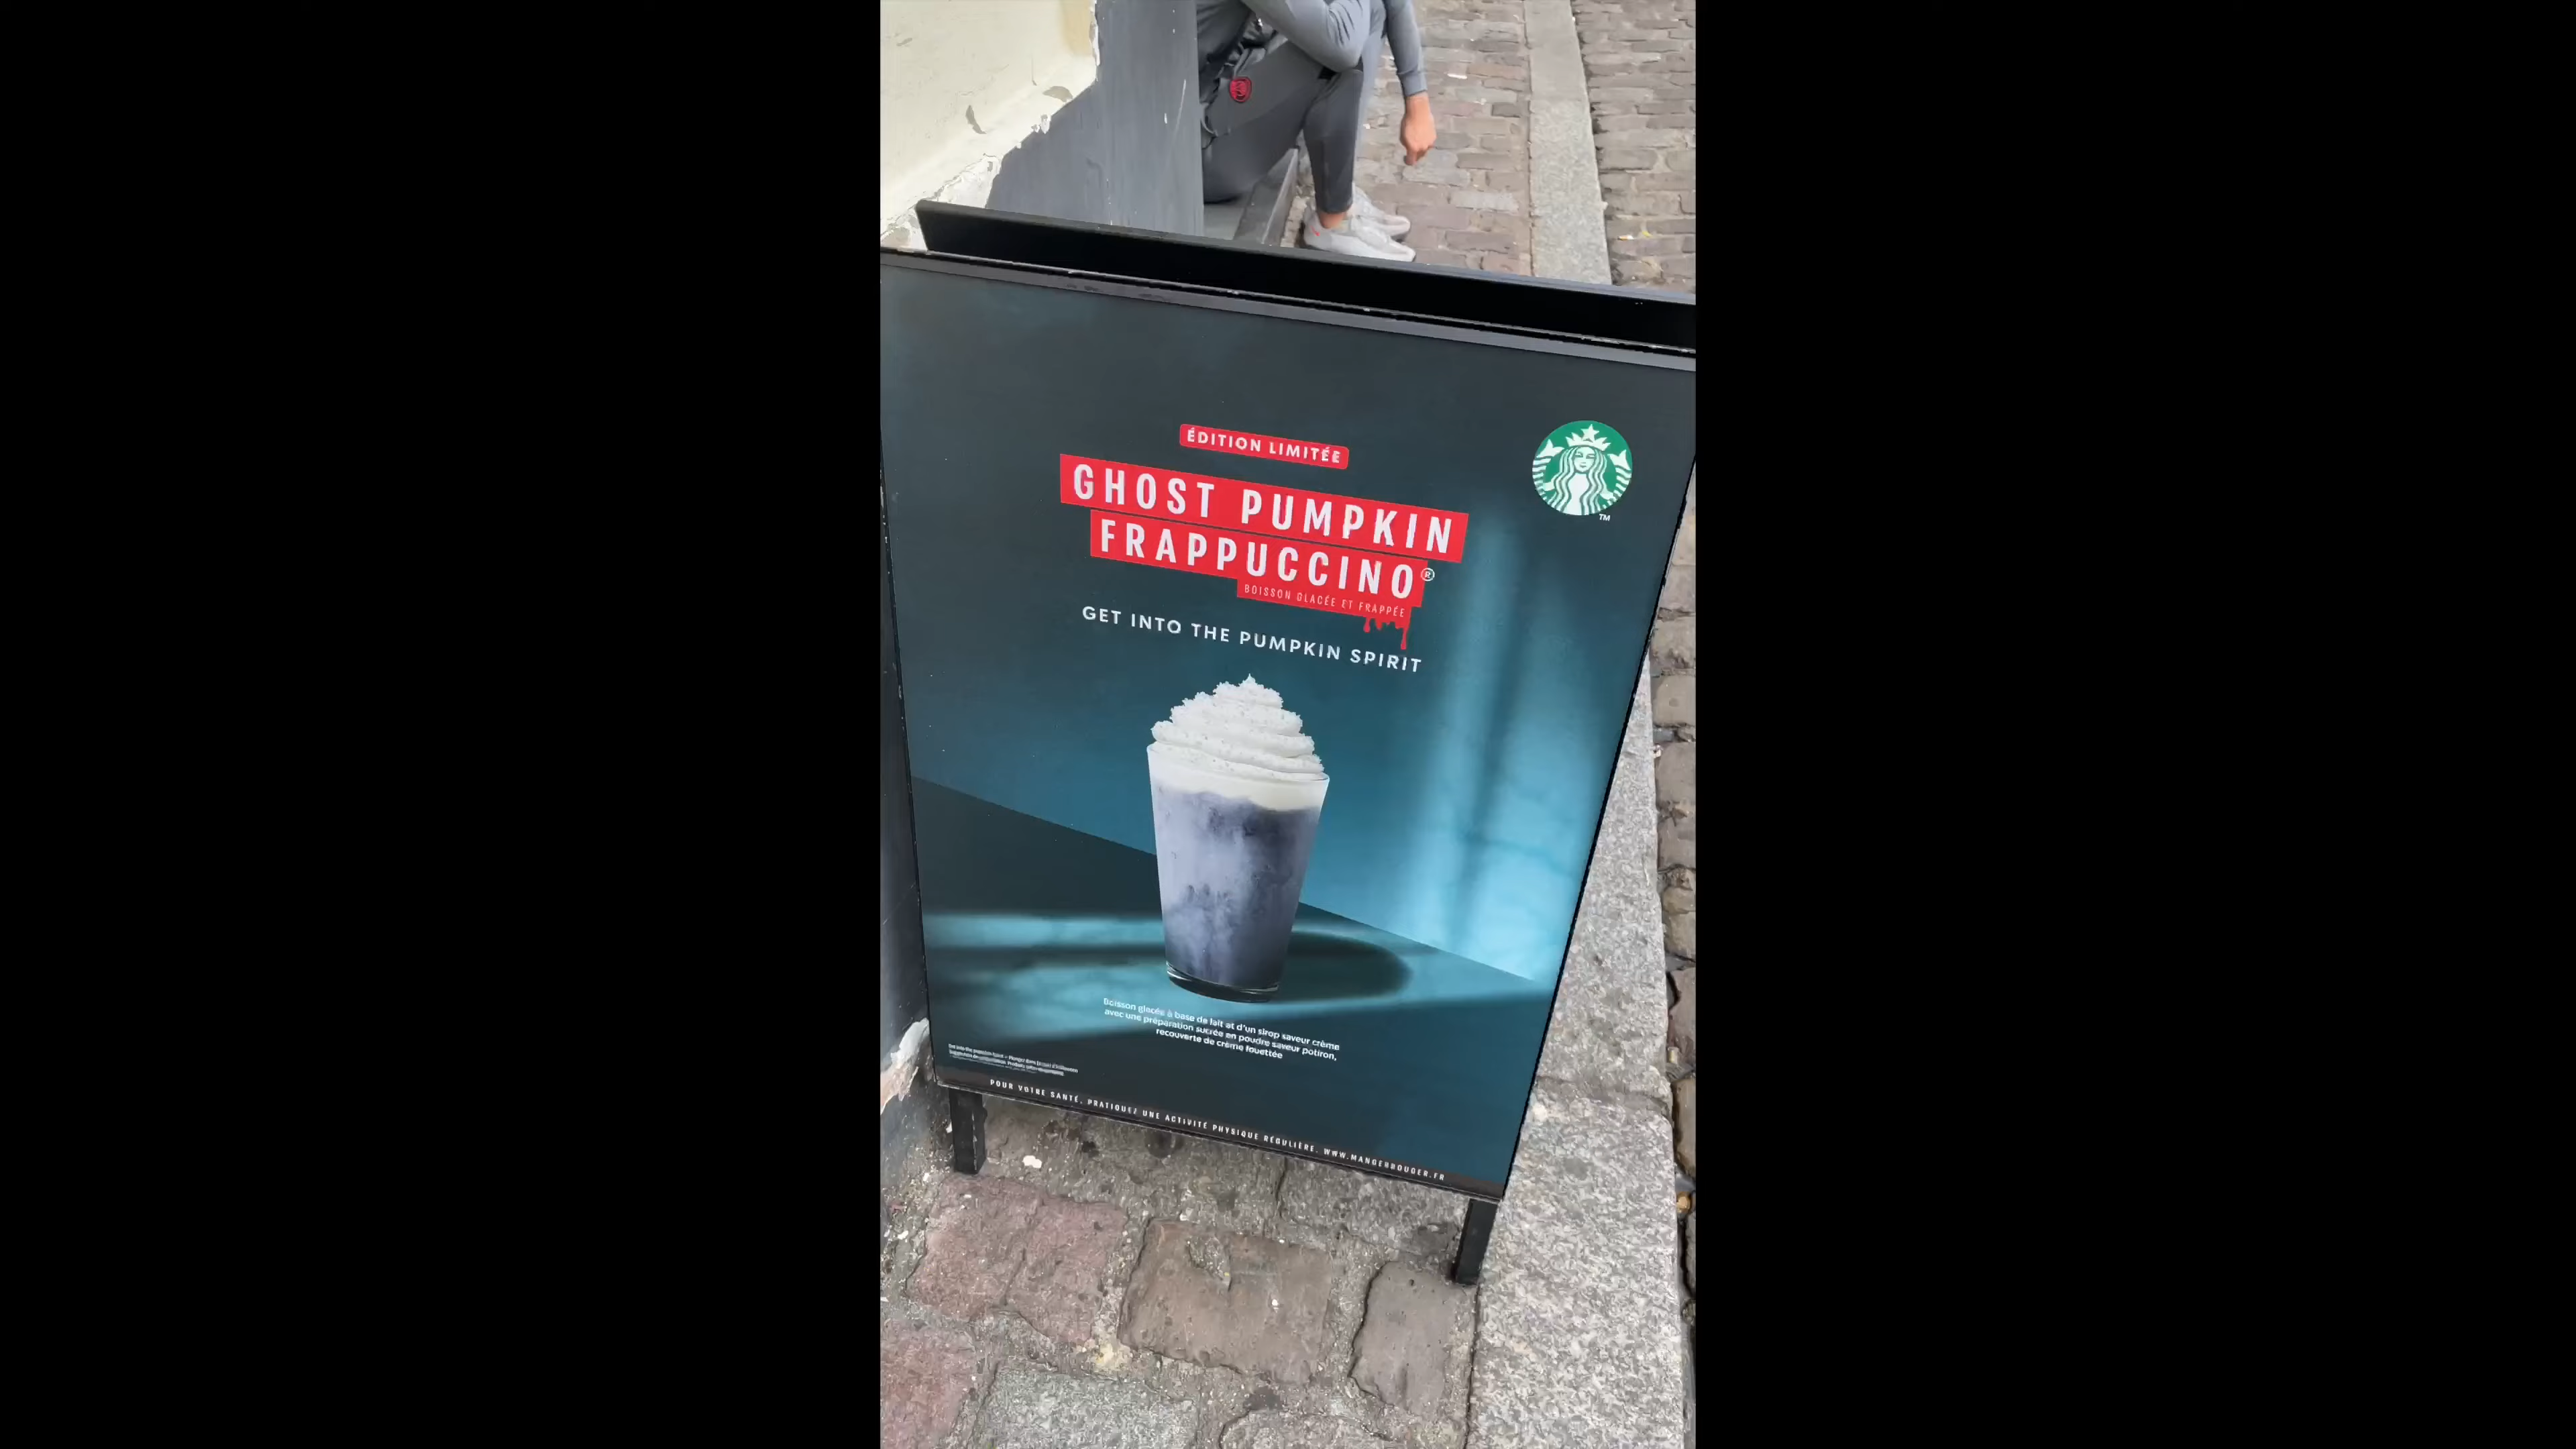 ÉDITION LIMITÉE
GHOST PUMPKIN
FRAPPUCCINO®
BOISSON GLACÉE ET FRAPPÉE
GET INTO THE PUMPKIN SPIRIT
TM
Boisson glacée à base de lait et d'un sirop saveur crème
avec une préparation sucrée en poudre saveur potiron,
recouverte de crème fouettée
POUR VOTRE SANTÉ, PRATIQUEZ UNE ACTIVITÉ PHYSIQUE RÉGULIÈRE. WWW.MANGERBOUGER.FR